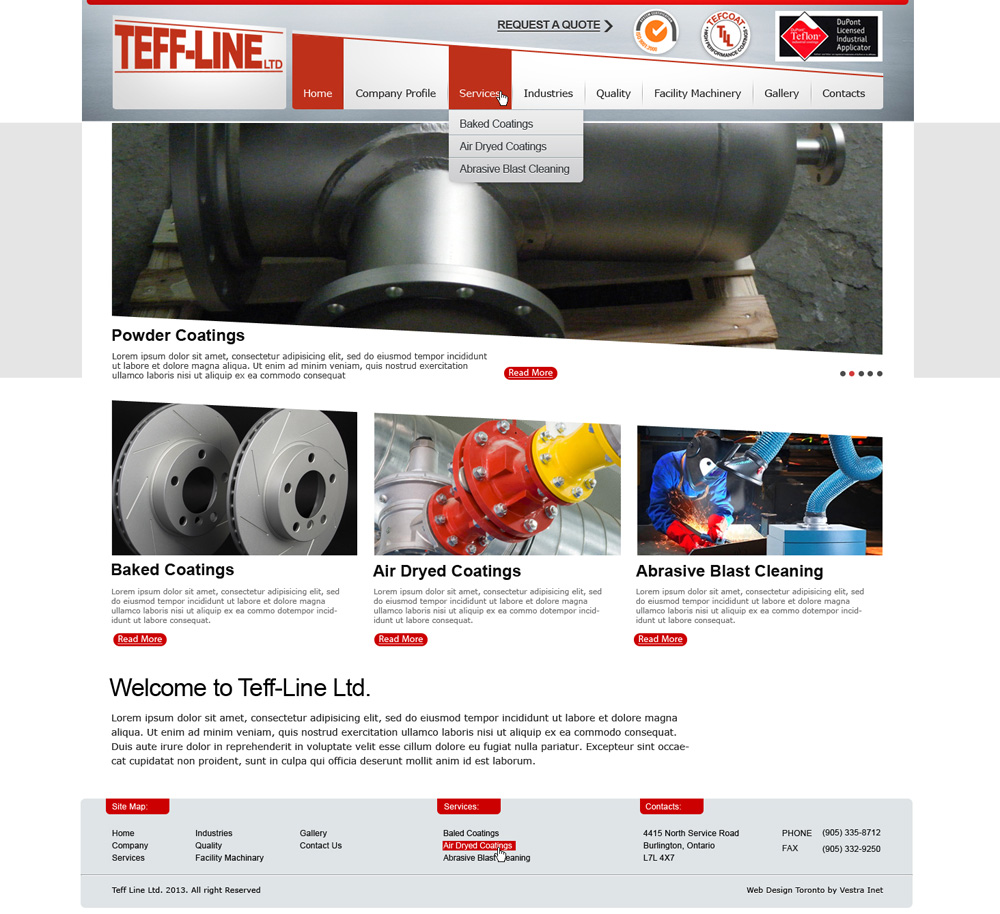 TEFF-LINE LTD
REQUEST A QUOTE
TEFCOAT
HIGH PERFORMANCE COATINGS
Teflon
DuPont
Licensed
Industrial
Applicator
Home
Company Profile
Services
Industries
Quality
Facility Machinery
Gallery
Contacts
Baked Coatings
Air Dryed Coatings
Abrasive Blast Cleaning
Powder Coatings
Lorem ipsum dolor sit amet, consectetur adipisicing elit, sed do eiusmod tempor incididunt
ut labore et dolore magna aliqua. Ut enim ad minim veniam, quis nostrud exercitation
ullamco laboris nisi ut aliquip ex ea commodo consequat
Read More
Baked Coatings
Lorem ipsum dolor sit amet, consectetur adipisicing elit, sed
do eiusmod tempor incididunt ut labore et dolore magna
ullamco laboris nisi ut aliquip ex ea commo tempor incid-
idunt ut labore consequat.
Read More
Air Dryed Coatings
Lorem ipsum dolor sit amet, consectetur adipisicing elit, sed
do eiusmod tempor incididunt ut labore et dolore magna
ullamco laboris nisi ut aliquip ex ea commo dotempor incid-
idunt ut labore consequat.
Read More
Abrasive Blast Cleaning
Lorem ipsum dolor sit amet, consectetur adipisicing elit, sed
do eiusmod tempor incididunt ut labore et dolore magna
ullamco laboris nisi ut aliquip ex ea commo dotempor incid-
idunt ut labore consequat.
Read More
Welcome to Teff-Line Ltd.
Lorem ipsum dolor sit amet, consectetur adipisicing elit, sed do eiusmod tempor incididunt ut labore et dolore magna
aliqua. Ut enim ad minim veniam, quis nostrud exercitation ullamco laboris nisi ut aliquip ex ea commodo consequat.
Duis aute irure dolor in reprehenderit in voluptate velit esse cillum dolore eu fugiat nulla pariatur. Excepteur sint occae-
cat cupidatat non proident, sunt in culpa qui officia deserunt mollit anim id est laborum.
Site Map:
Home
Company
Services
Industries
Quality
Facility Machinary
Gallery
Contact Us
Services:
Baled Coatings
Air Dryed Coatings
Abrasive Blast Cleaning
Contacts:
4415 North Service Road
Burlington, Ontario
L7L 4X7
PHONE (905) 335-8712
FAX (905) 332-9250
Teff Line Ltd. 2013. All right Reserved
Web Design Toronto by Vestra Inet